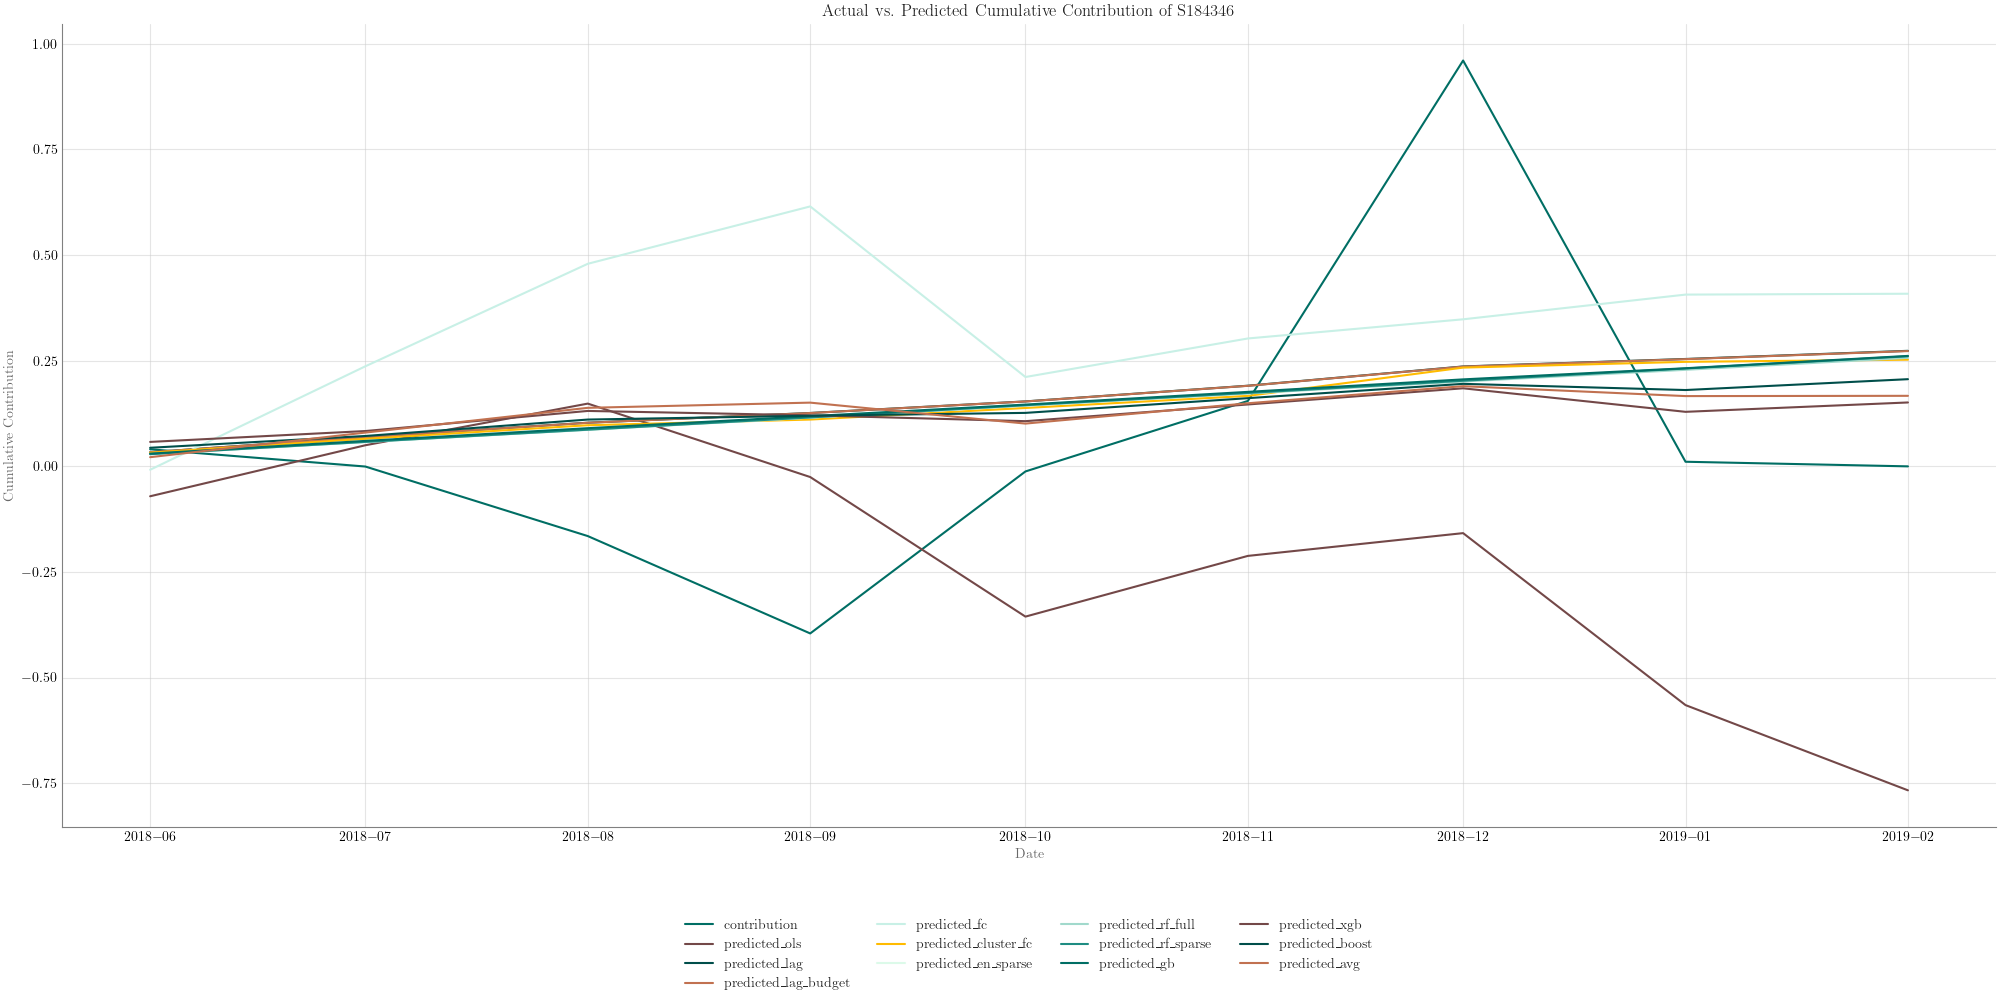 Actual vs. Predicted Cumulative Contribution of S184346
1.00
0.75
0.50
0.25
0.00
−0.25
−0.50
−0.75
Cumulative Contribution
2018−06 2018−07 2018−08 2018−09 2018−10 2018−11 2018−12 2019−01 2019−02
Date
contribution predicted_fc predicted_rf_full predicted_xgb
predicted_ols predicted_cluster_fc predicted_rf_sparse predicted_boost
predicted_lag predicted_en_sparse predicted_gb predicted_avg
predicted_lag_budget